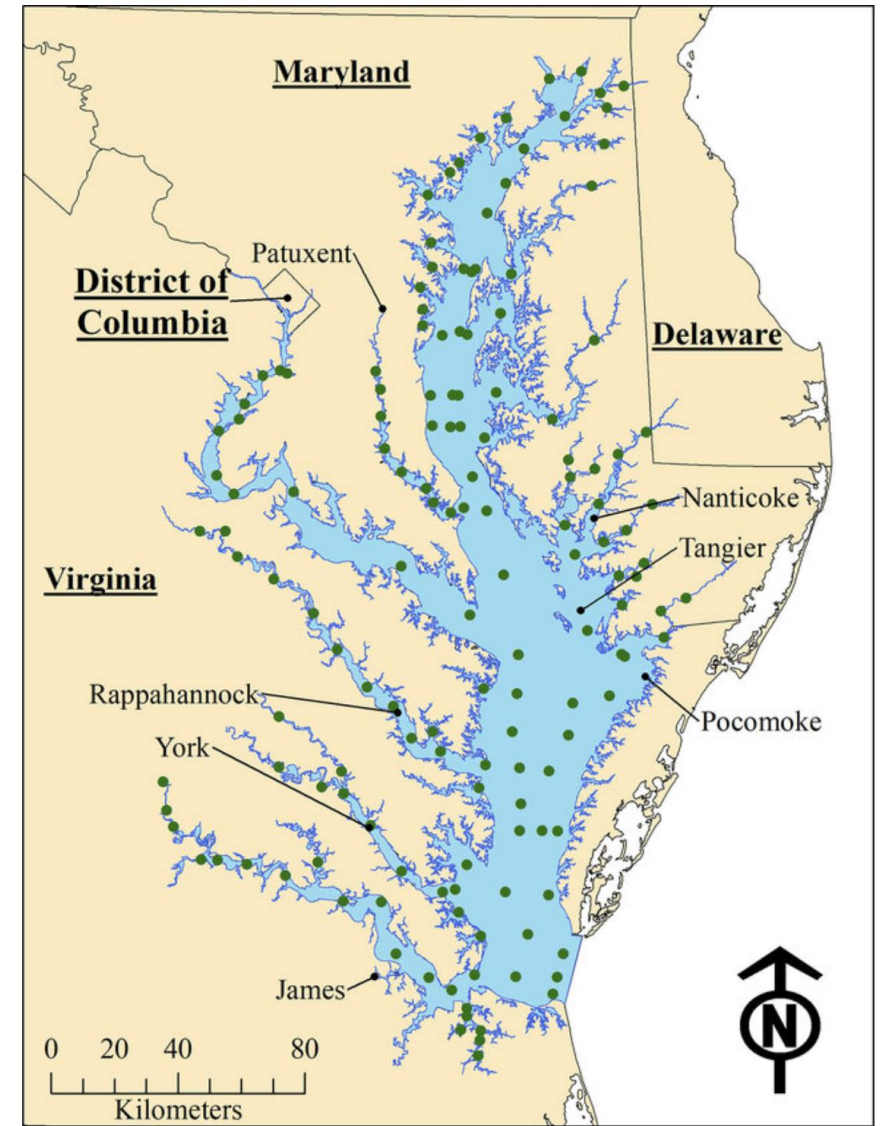 Maryland
Patuxent
District of
Columbia
Delaware
Nanticoke
Tangier
Virginia
Rappahannock
Pocomoke
York
James
N
0 20 40 80
Kilometers